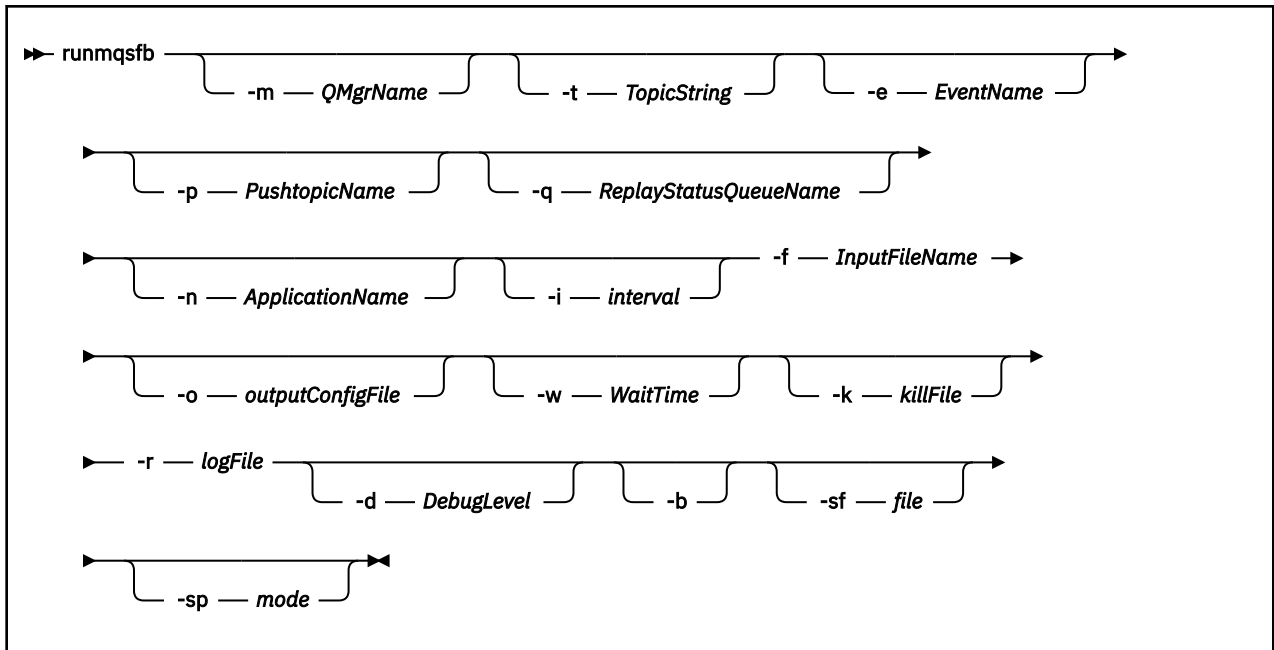 runmqsfb -m QMgrName -t TopicString -e EventName
-p PushtopicName -q ReplayStatusQueueName
-n ApplicationName -i interval -f InputFileName
-o outputConfigFile -w WaitTime -k killFile
-r logFile -d DebugLevel -b -sf file
-sp mode